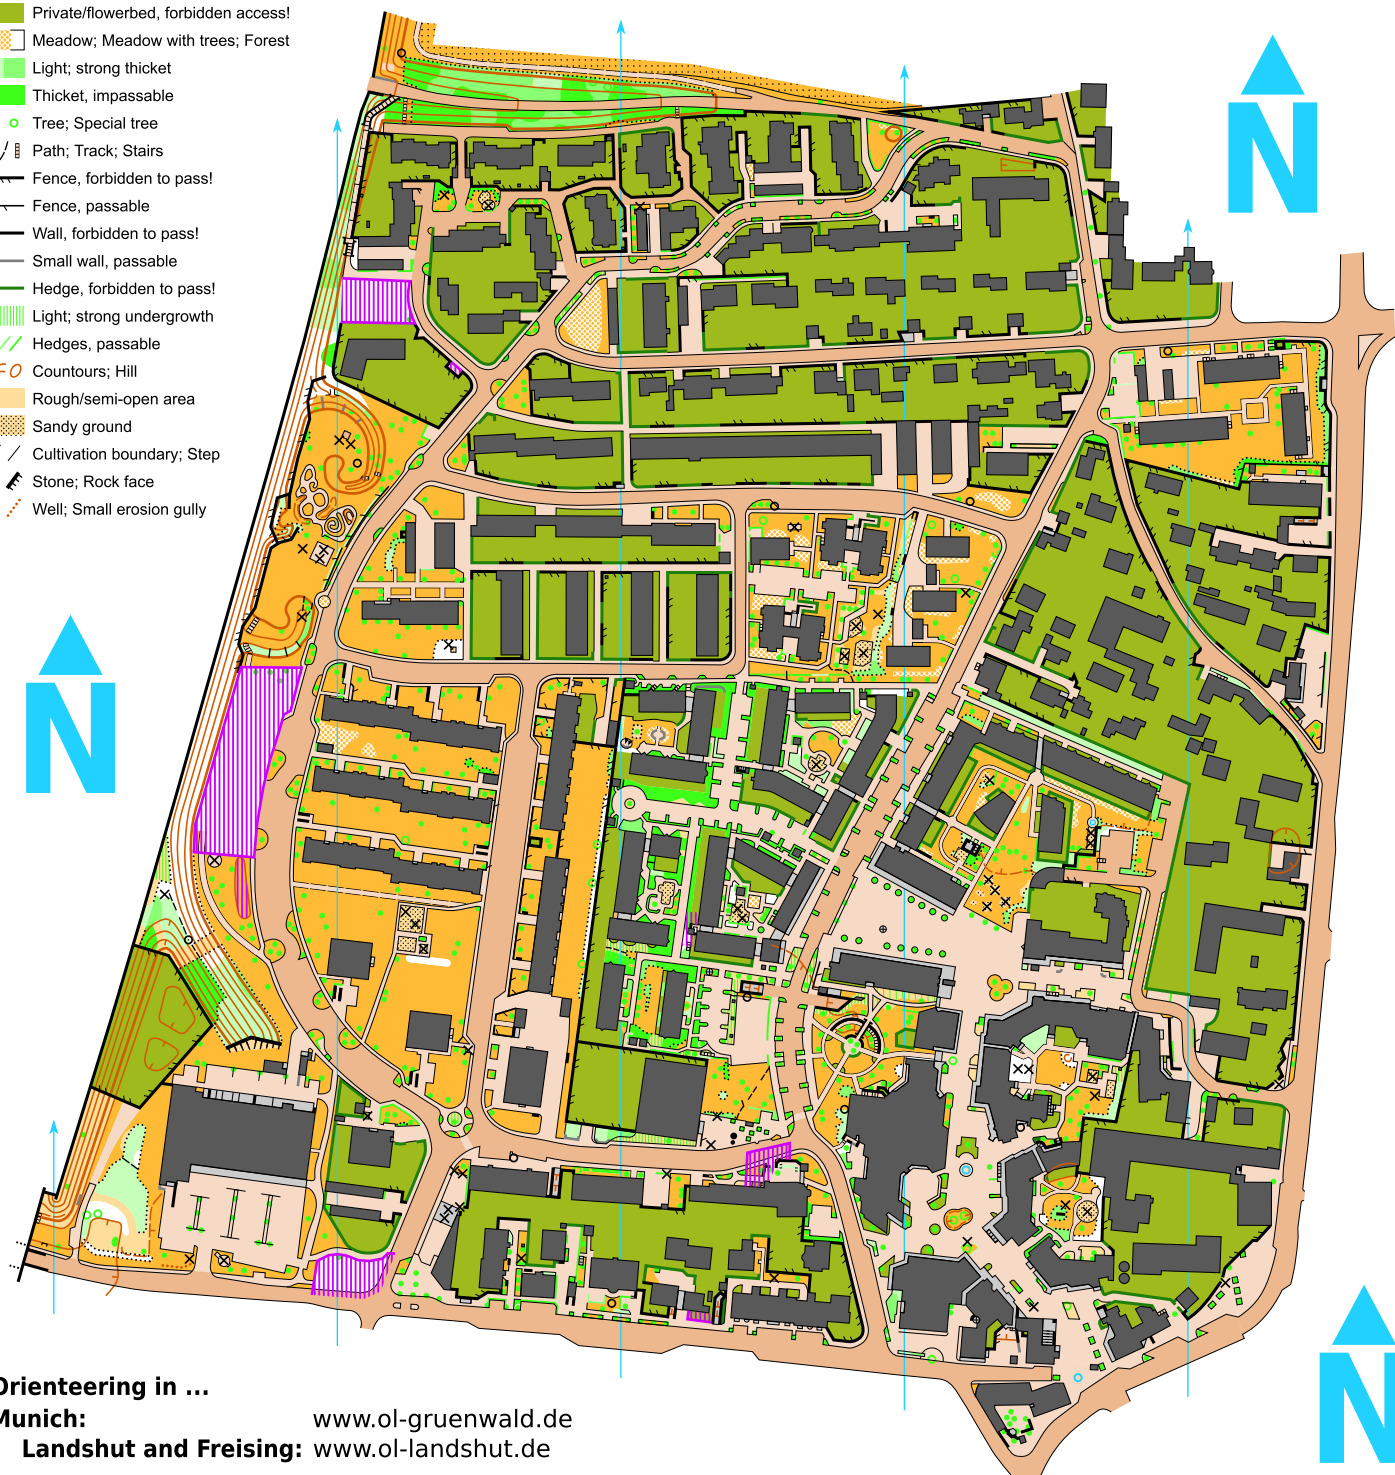 Private/flowerbed, forbidden access!
Meadow; Meadow with trees; Forest
Light; strong thicket
Thicket, impassable
Tree; Special tree
Path; Track; Stairs
Fence, forbidden to pass!
Fence, passable
Wall, forbidden to pass!
Small wall, passable
Hedge, forbidden to pass!
Light; strong undergrowth
Hedges, passable
Countours; Hill
Rough/semi-open area
Sandy ground
Cultivation boundary; Step
Stone; Rock face
Well; Small erosion gully
N
N
N
Orienteering in ...
Munich: www.ol-gruenwald.de
Landshut and Freising: www.ol-landshut.de